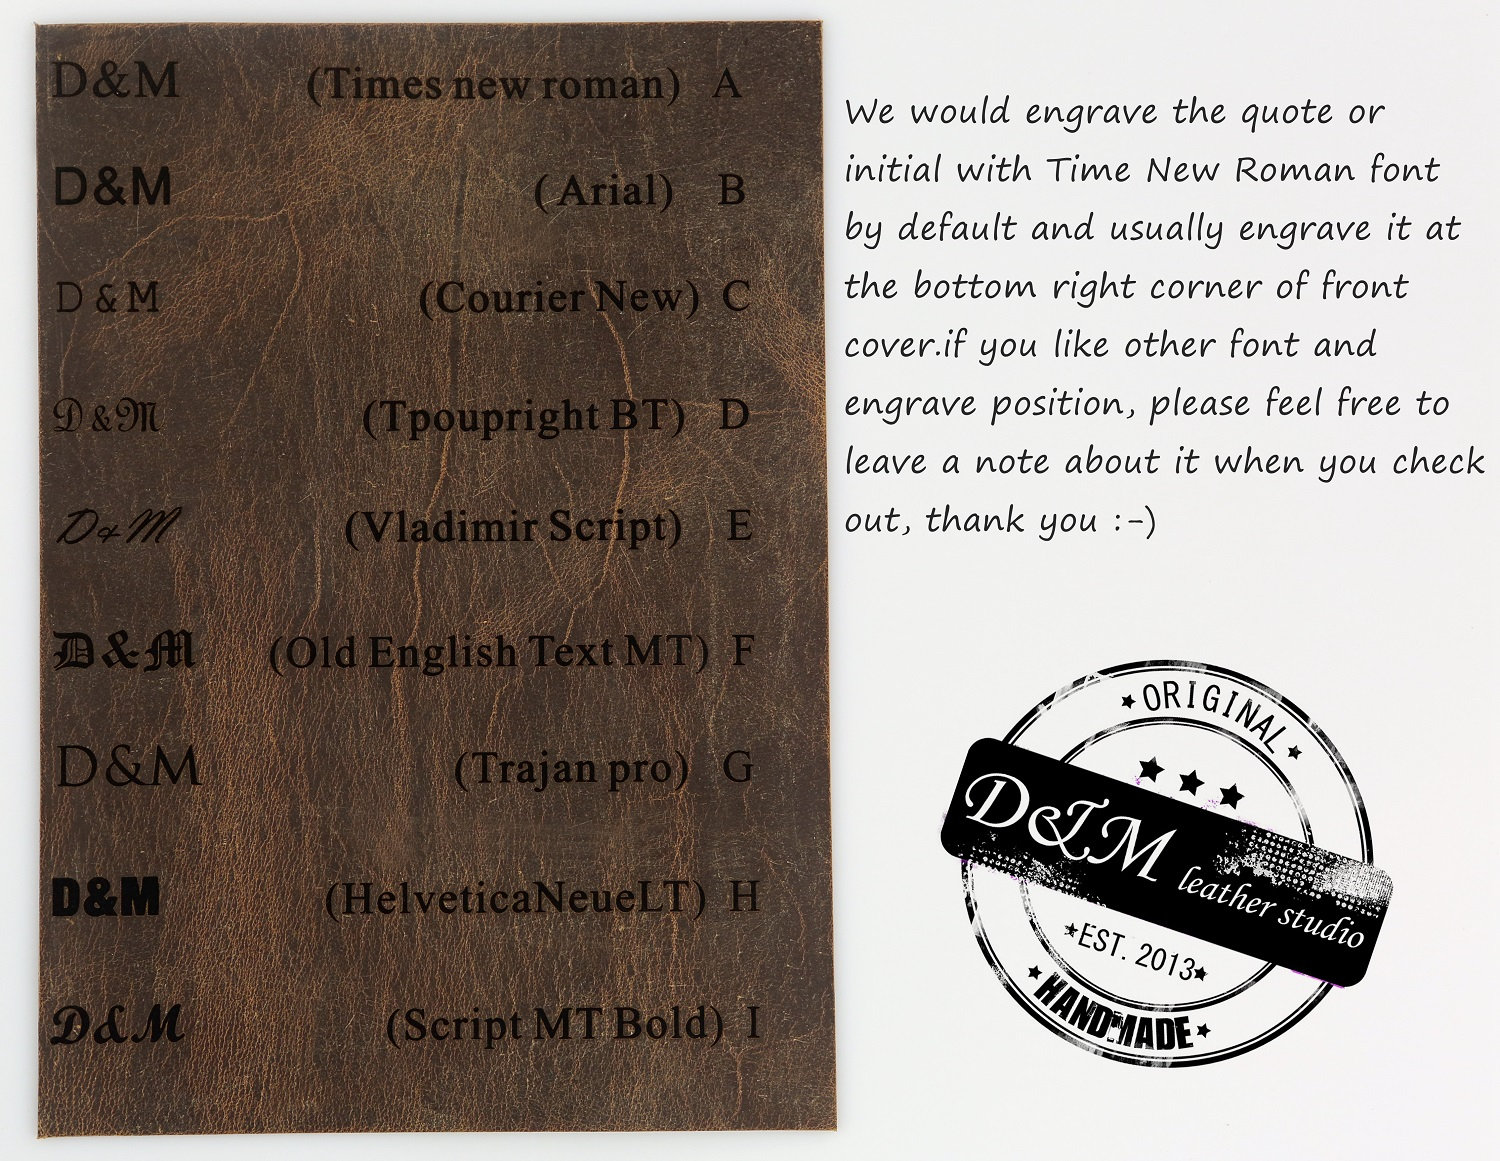 D&M (Times new roman) A
D&M ( Arial) B
D & M (Courier New) C
D & M (Tpoupright BT) D
D & M (Vladimir Script) E
D&M (Old English Text MT) F
D&M (Trajan pro) G
D&M (HelveticaNeueLT) H
D&M (Script MT Bold) I
We would engrave the quote or
initial with Time New Roman font
by default and usually engrave it at
the bottom right corner of front
cover.if you like other font and
engrave position, please feel free to
leave a note about it when you check
out, thank you :-)
ORIGINAL
D&M leather studio
EST. 2013
HANDMADE